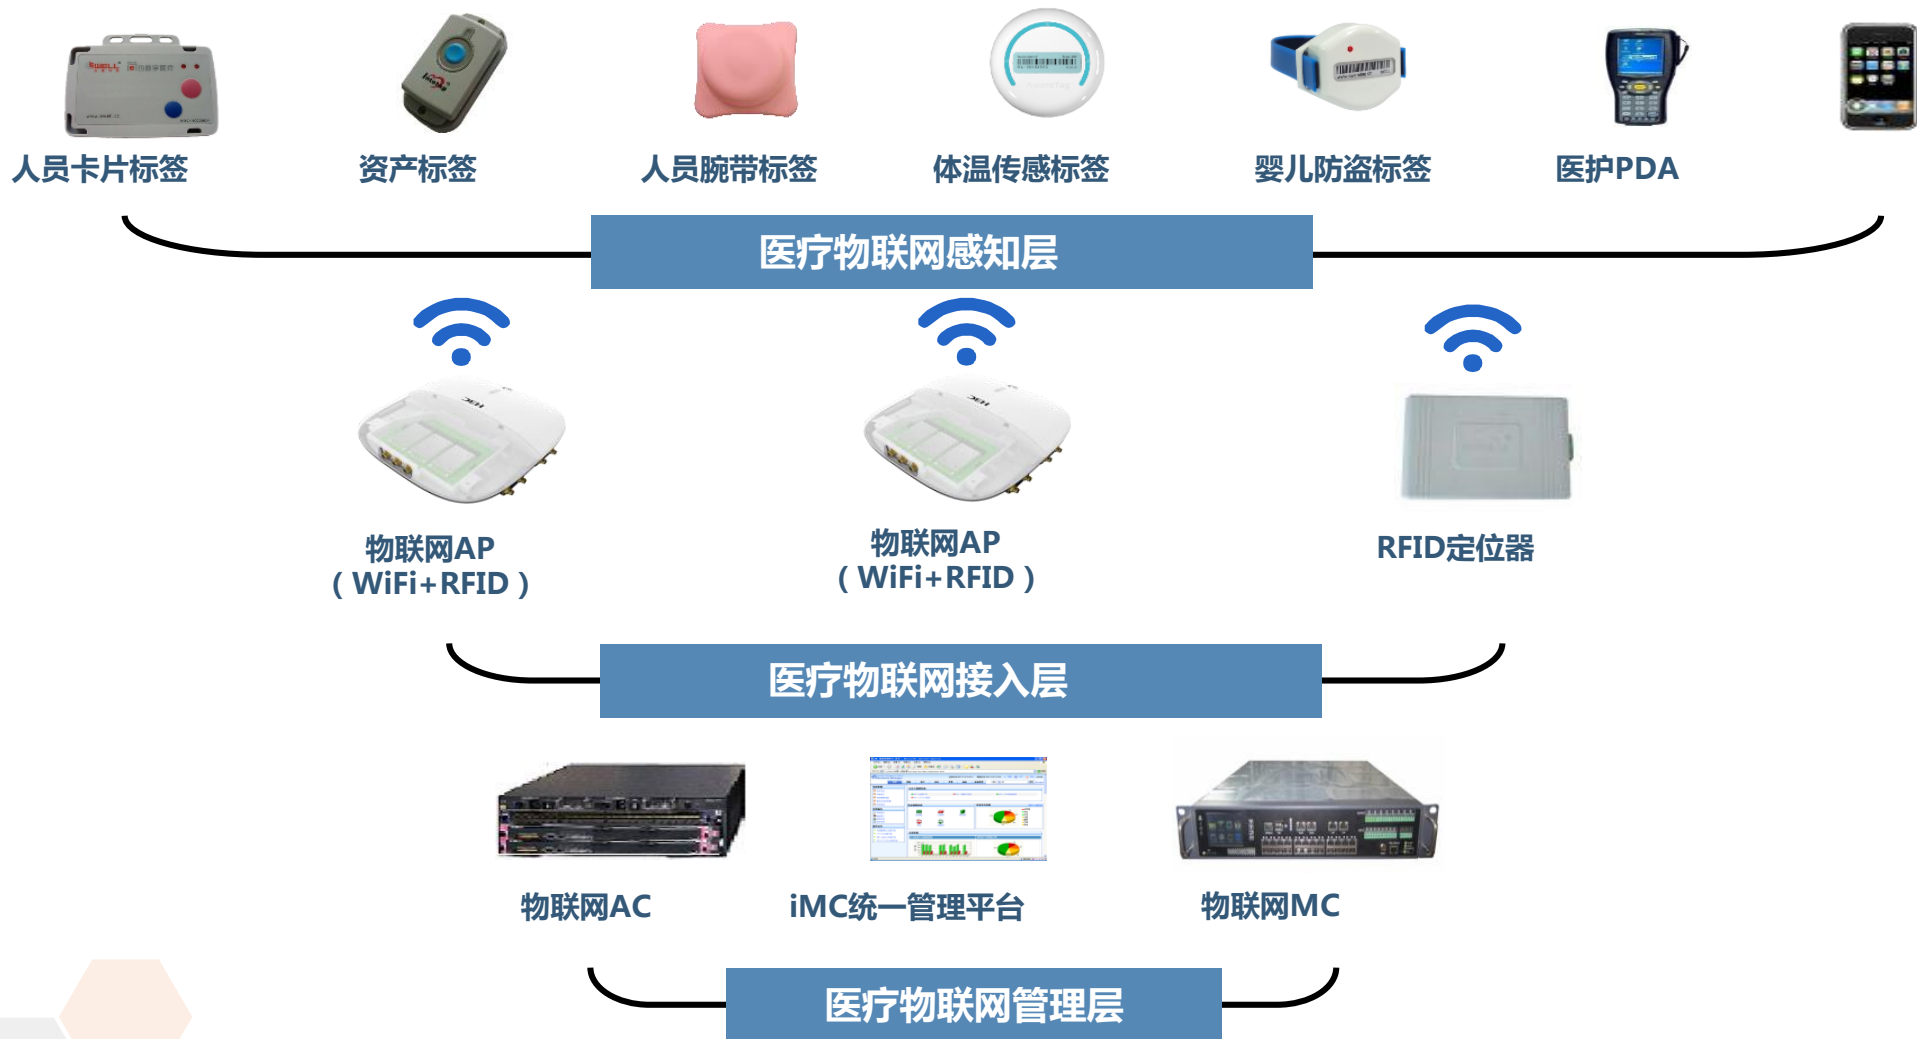 人员卡片标签
资产标签
人员腕带标签
体温传感标签
婴儿防盗标签
医护PDA
医疗物联网感知层
H3C
H3C
物联网AP
（WiFi+RFID）
物联网AP
（WiFi+RFID）
RFID定位器
医疗物联网接入层
物联网AC
iMC统一管理平台
物联网MC
医疗物联网管理层